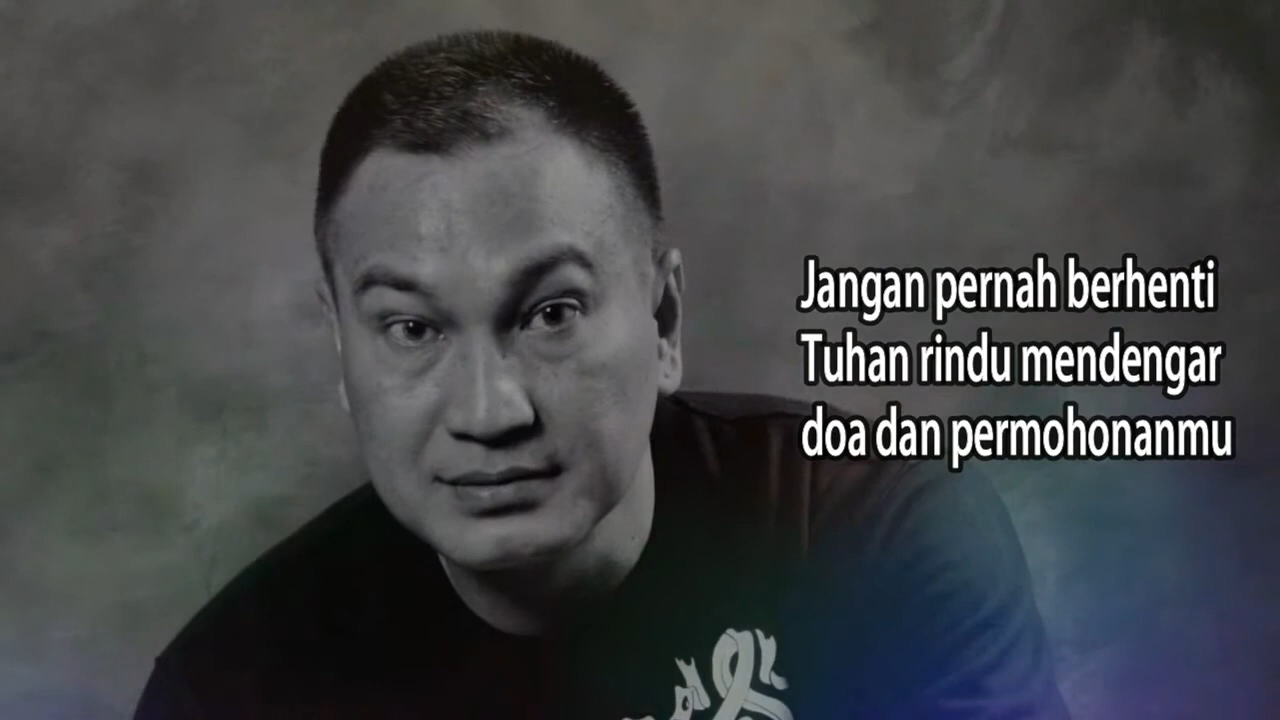 Jangan pernah berhenti
Tuhan rindu mendengar
doa dan permohonanmu